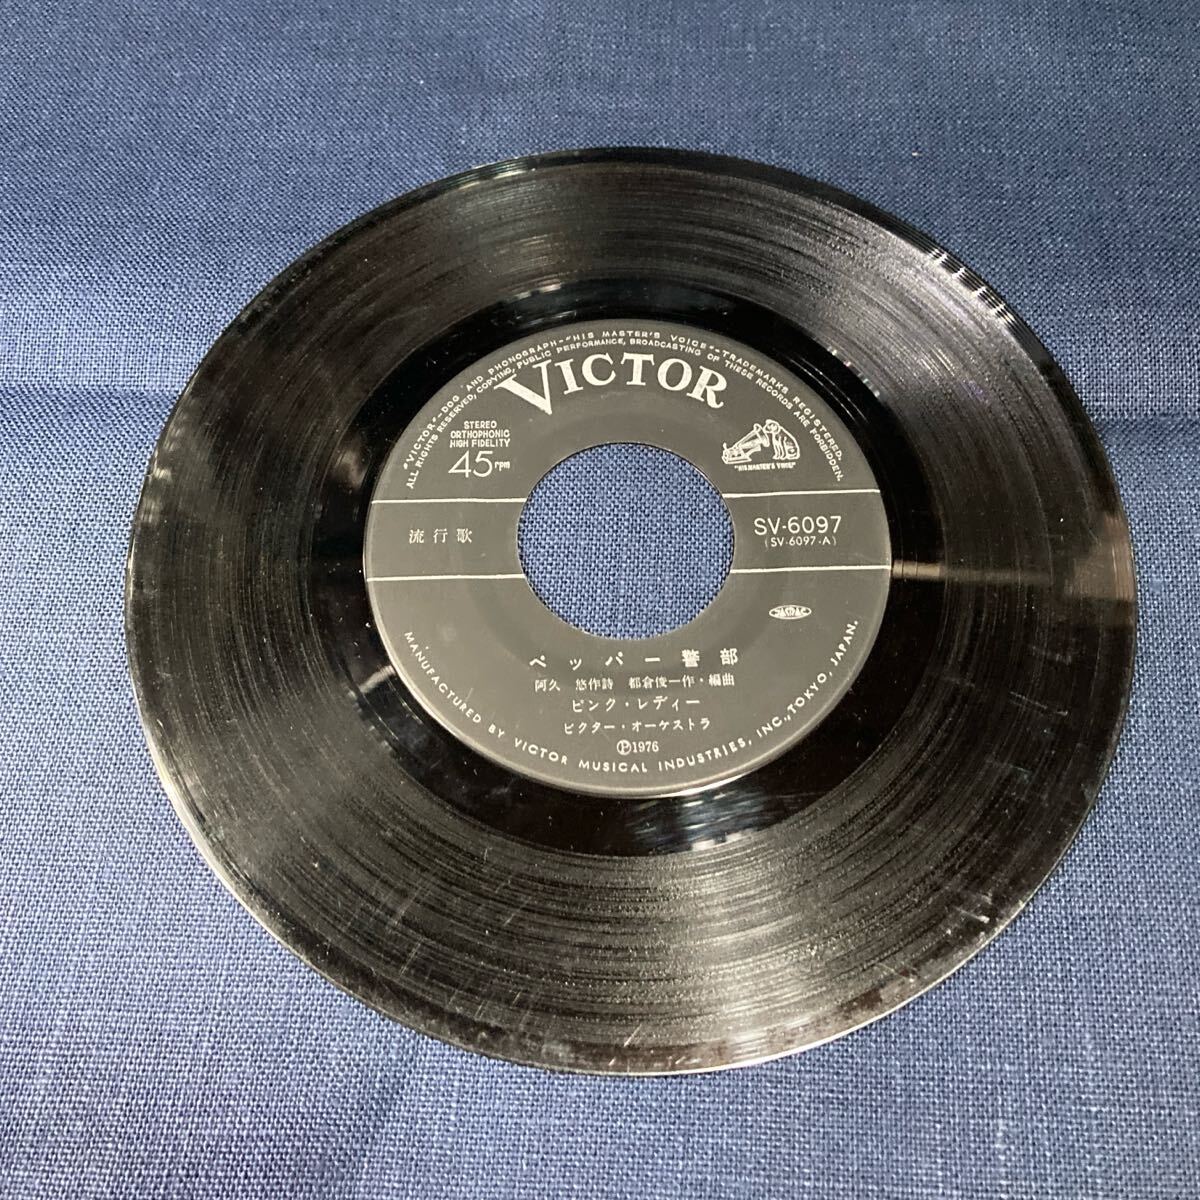 "VICTOR"-DOG AND PHONOGRAPH-"HIS MASTER'S VOICE"-TRADEMARKS REGISTERED.
ALL RIGHTS RESERVED, COPYING, PUBLIC PERFORMANCE, BROADCASTING OF THESE RECORDS ARE FORBIDDEN.
VICTOR
STEREO
ORTHOPHONIC
HIGH FIDELITY
45rpm
"HIS MASTER'S VOICE"
流行歌
SV-6097
(SV-6097-A)
JASRAC
ペッパー警部
阿久 悠作詩 都倉俊一作・編曲
ピンク・レディー
ビクター・オーケストラ
Ⓟ1976
MANUFACTURED BY VICTOR MUSICAL INDUSTRIES, INC., TOKYO, JAPAN.